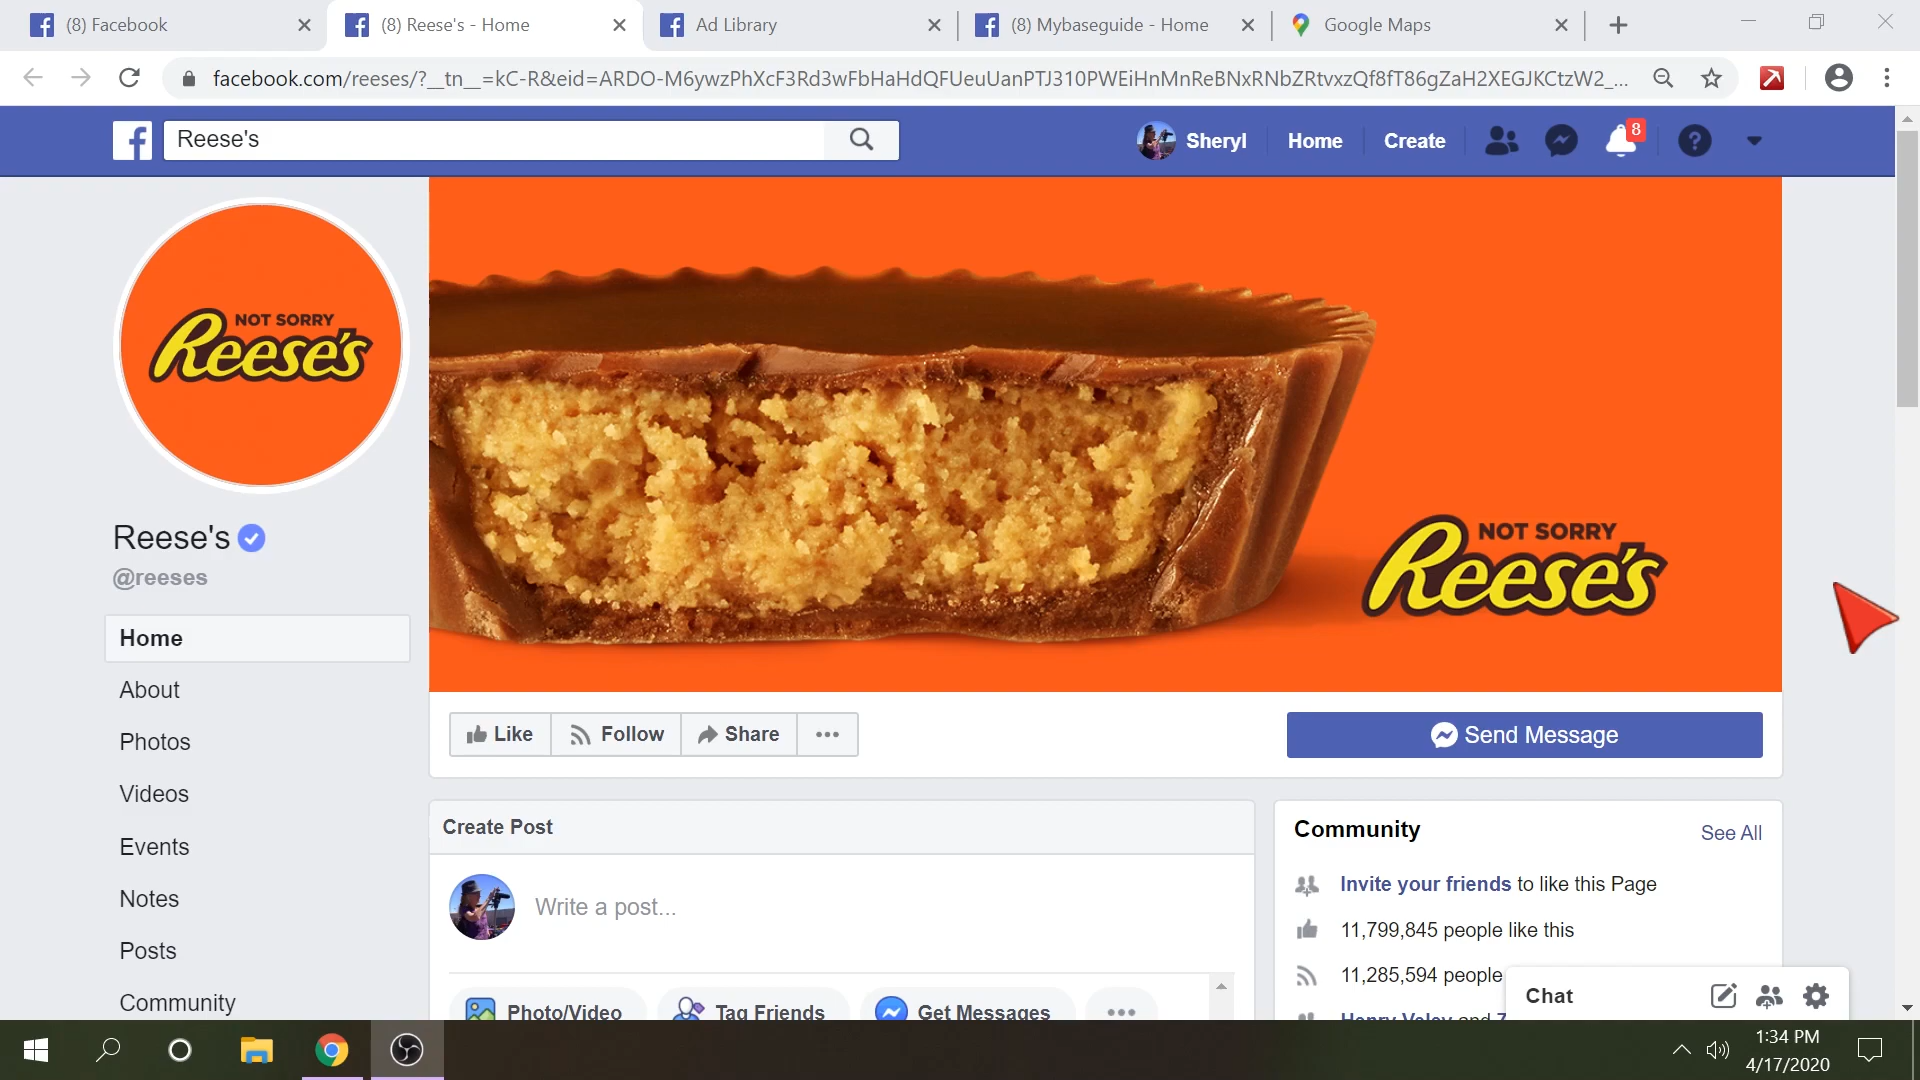 (8) Facebook
(8) Reese's - Home
Ad Library
(8) Mybaseguide - Home
Google Maps
facebook.com/reeses/?__tn__=kC-R&eid=ARDO-M6ywzPhXcF3Rd3wFbHaHdQFUeuUanPTJ310PWEiHnMnReBNxRNbZRtvxzQf8fT86gZaH2XEGJKCtzW2_...
Reese's
Sheryl
Home
Create
8
NOT SORRY
Reese's
NOT SORRY
Reese's
Reese's
@reeses
Home
About
Photos
Videos
Events
Notes
Posts
Community
Like
Follow
Share
Send Message
Create Post
Write a post...
Photo/Video
Tag Friends
Get Messages
Community
See All
Invite your friends to like this Page
11,799,845 people like this
11,285,594 people
and 7
Chat
1:34 PM
4/17/2020